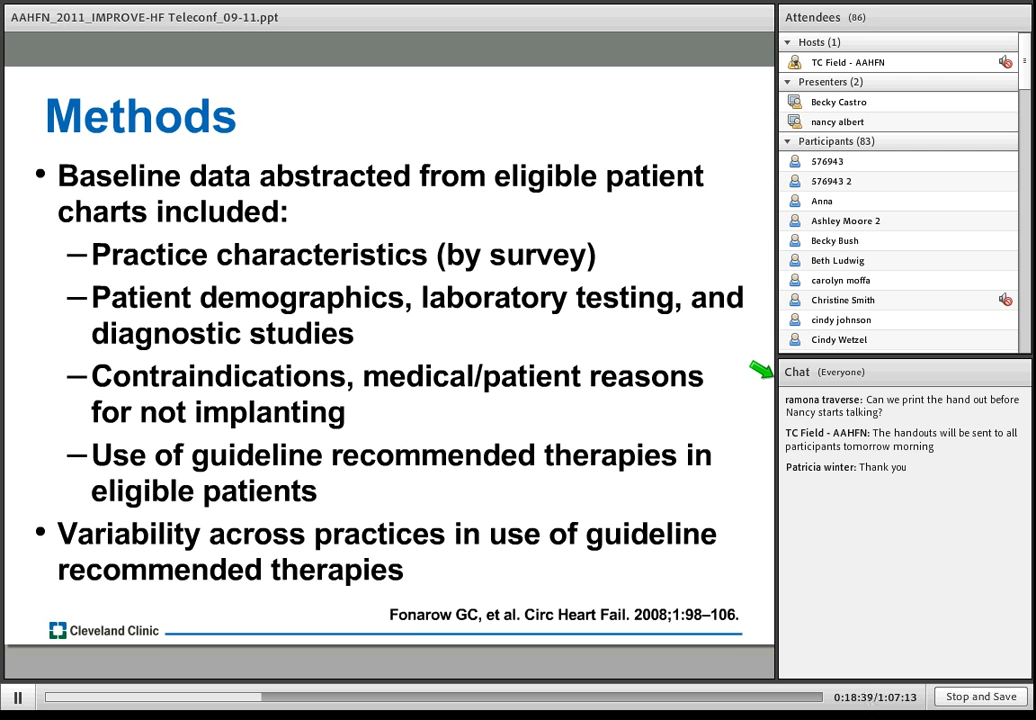 AAHFN_2011_IMPROVE-HF Teleconf_09-11.ppt
Methods
• Baseline data abstracted from eligible patient
charts included:
–Practice characteristics (by survey)
–Patient demographics, laboratory testing, and
diagnostic studies
–Contraindications, medical/patient reasons
for not implanting
–Use of guideline recommended therapies in
eligible patients
• Variability across practices in use of guideline
recommended therapies
Fonarow GC, et al. Circ Heart Fail. 2008;1:98–106.
Cleveland Clinic
Attendees (86)
Hosts (1)
TC Field - AAHFN
Presenters (2)
Becky Castro
nancy albert
Participants (83)
576943
576943 2
Anna
Ashley Moore 2
Becky Bush
Beth Ludwig
carolyn moffa
Christine Smith
cindy johnson
Cindy Wetzel
Chat (Everyone)
ramona traverse: Can we print the hand out before
Nancy starts talking?
TC Field - AAHFN: The handouts will be sent to all
participants tomorrow morning
Patricia winter: Thank you
0:18:39/1:07:13
Stop and Save